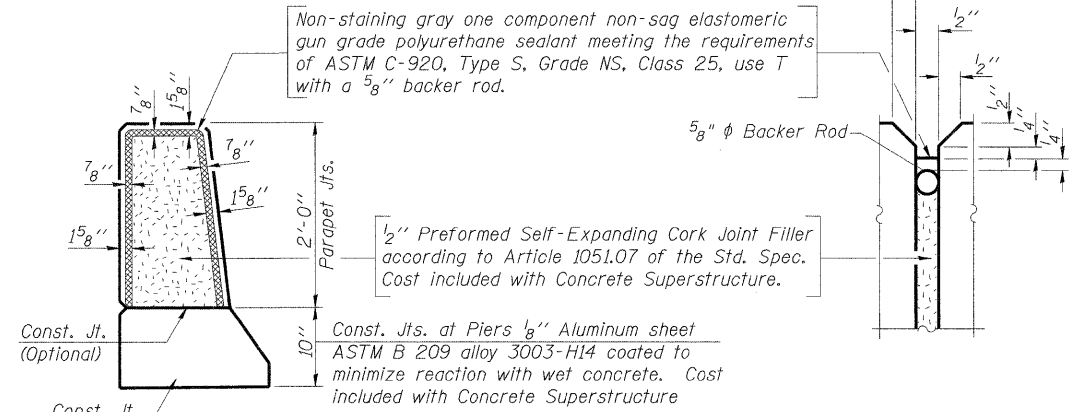 Non-staining gray one component non-sag elastomeric
gun grade polyurethane sealant meeting the requirements
of ASTM C-920, Type S, Grade NS, Class 25, use T
with a 5/8" backer rod.
1/2"
1/2"
1/2"
1/4"
1/4"
5/8" φ Backer Rod
7/8"
1 5/8"
7/8"
7/8"
1 5/8"
1 5/8"
2'-0"
Parapet Jts.
1/2" Preformed Self-Expanding Cork Joint Filler
according to Article 1051.07 of the Std. Spec.
Cost included with Concrete Superstructure.
Const. Jt.
(Optional)
10"
Const. Jts. at Piers 1/8" Aluminum sheet
ASTM B 209 alloy 3003-H14 coated to
minimize reaction with wet concrete. Cost
included with Concrete Superstructure
Const. Jt.